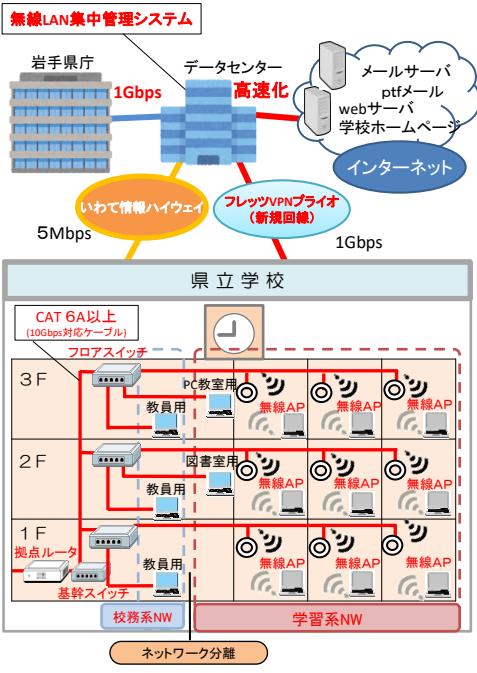 無線LAN集中管理システム
岩手県庁
データセンター
1Gbps
高速化
メールサーバ
ptfメール
webサーバ
学校ホームページ
インターネット
いわて情報ハイウェイ
フレッツVPNプライオ
(新規回線)
5Mbps
1Gbps
県立学校
CAT 6A以上
(10Gbps対応ケーブル)
フロアスイッチ
3F
PC教室用
教員用
無線AP
無線AP
無線AP
2F
図書室用
教員用
無線AP
無線AP
無線AP
1F
拠点ルータ
基幹スイッチ
教員用
無線AP
無線AP
無線AP
校務系NW
学習系NW
ネットワーク分離